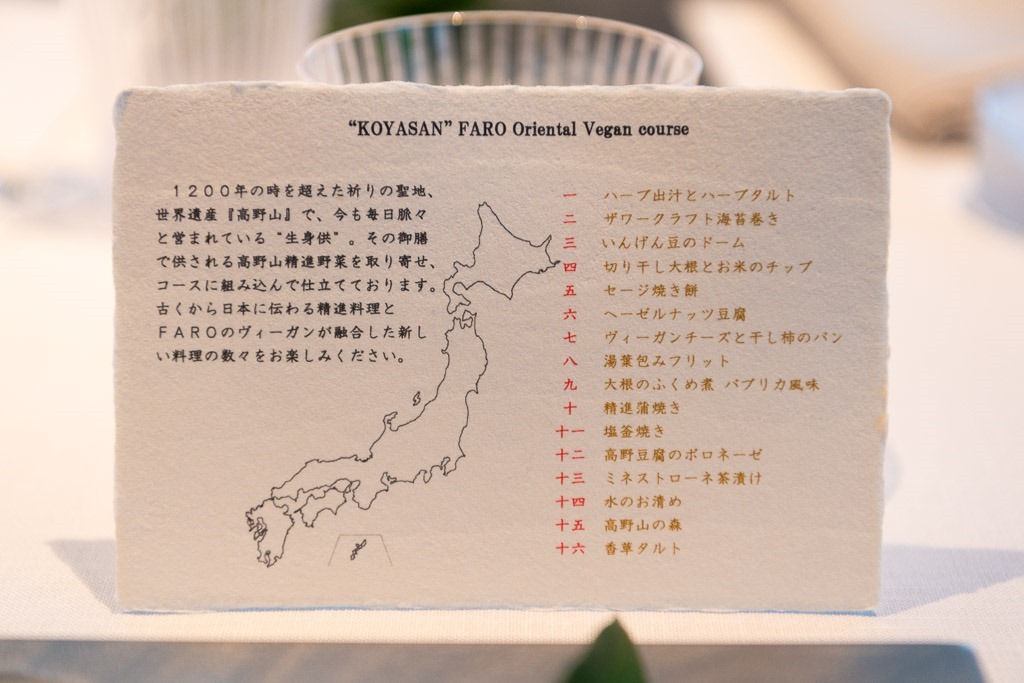 “KOYASAN” FARO Oriental Vegan course
１２００年の時を超えた祈りの聖地、
世界遺産『高野山』で、今も毎日脈々
と営まれている“生身供”。その御膳
で供される高野山精進野菜を取り寄せ、
コースに組み込んで仕立てております。
古くから日本に伝わる精進料理と
ＦＡＲＯのヴィーガンが融合した新し
い料理の数々をお楽しみください。
一 ハーブ出汁とハーブタルト
二 ザワークラフト海苔巻き
三 いんげん豆のドーム
四 切り干し大根とお米のチップ
五 セージ焼き餅
六 ヘーゼルナッツ豆腐
七 ヴィーガンチーズと干し柿のパン
八 湯葉包みフリット
九 大根のふくめ煮 パプリカ風味
十 精進蒲焼き
十一 塩釜焼き
十二 高野豆腐のボロネーゼ
十三 ミネストローネ茶漬け
十四 水のお清め
十五 高野山の森
十六 香草タルト